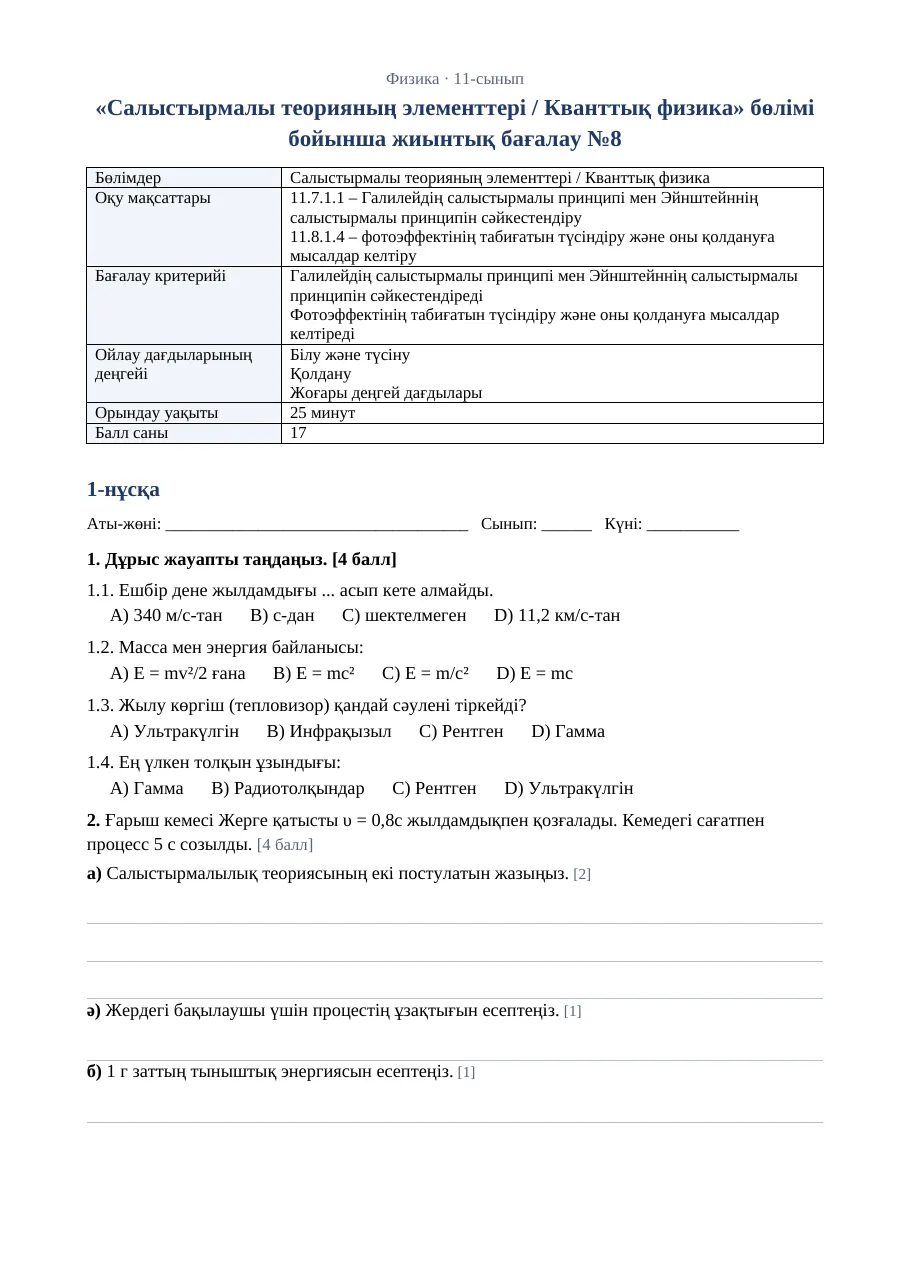 Физика · 11-сынып
«Салыстырмалы теорияның элементтері / Кванттық физика» бөлімі
бойынша жиынтық бағалау №8
Бөлімдер Салыстырмалы теорияның элементтері / Кванттық физика
Оқу мақсаттары 11.7.1.1 – Галилейдің салыстырмалы принципі мен Эйнштейннің
салыстырмалы принципін сәйкестендіру
11.8.1.4 – фотоэффектінің табиғатын түсіндіру және оны қолдануға
мысалдар келтіру
Бағалау критерийі Галилейдің салыстырмалы принципі мен Эйнштейннің салыстырмалы
принципін сәйкестендіреді
Фотоэффектінің табиғатын түсіндіру және оны қолдануға мысалдар
келтіреді
Ойлау дағдыларының Білу және түсіну
деңгейі Қолдану
Жоғары деңгей дағдылары
Орындау уақыты 25 минут
Балл саны 17
1-нұсқа
Аты-жөні: ____________________________________ Сынып: ______ Күні: ___________
1. Дұрыс жауапты таңдаңыз. [4 балл]
1.1. Ешбір дене жылдамдығы ... асып кете алмайды.
A) 340 м/с-тан B) c-дан C) шектелмеген D) 11,2 км/с-тан
1.2. Масса мен энергия байланысы:
A) E = mv²/2 ғана B) E = mc² C) E = m/c² D) E = mc
1.3. Жылу көргіш (тепловизор) қандай сәулені тіркейді?
A) Ультракүлгін B) Инфрақызыл C) Рентген D) Гамма
1.4. Ең үлкен толқын ұзындығы:
A) Гамма B) Радиотолқындар C) Рентген D) Ультракүлгін
2. Ғарыш кемесі Жерге қатысты υ = 0,8c жылдамдықпен қозғалады. Кемедегі сағатпен
процесс 5 с созылды. [4 балл]
а) Салыстырмалылық теориясының екі постулатын жазыңыз. [2]
ә) Жердегі бақылаушы үшін процестің ұзақтығын есептеңіз. [1]
б) 1 г заттың тыныштық энергиясын есептеңіз. [1]